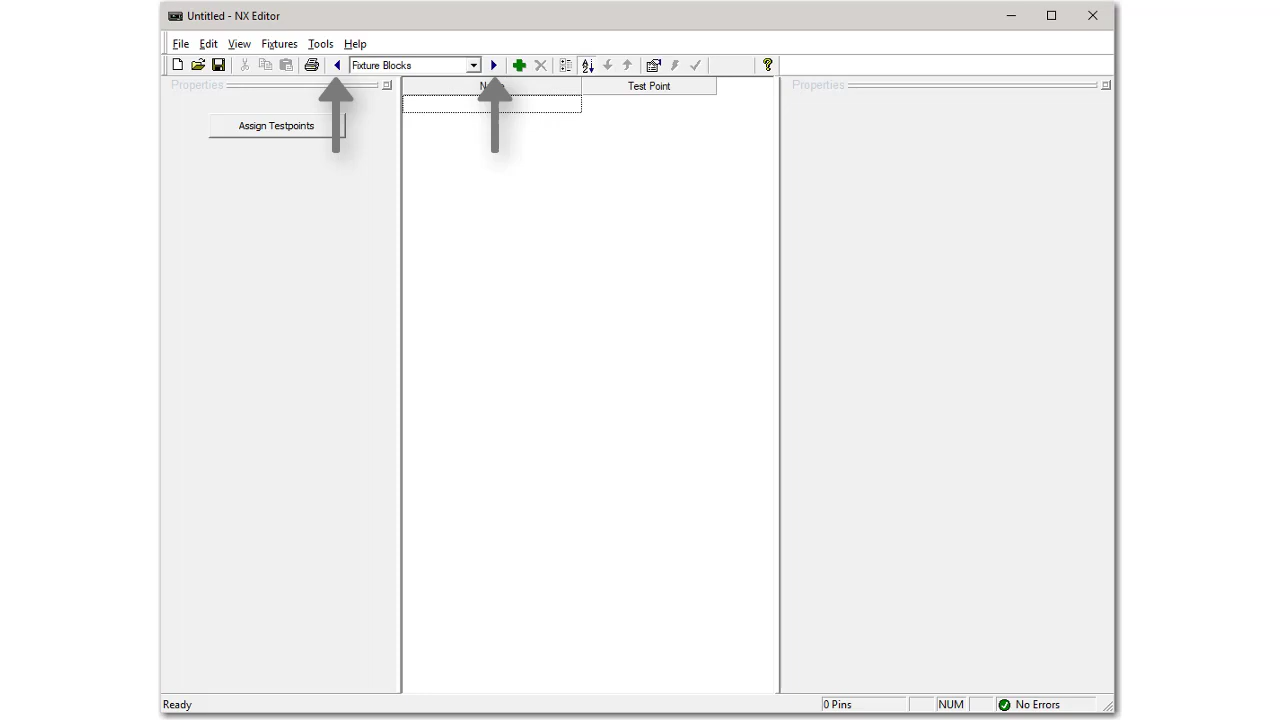 Untitled - NX Editor
File Edit View Fixtures Tools Help
Fixture Blocks
Properties
Test Point
Properties
Assign Testpoints
Ready
0 Pins
NUM
No Errors